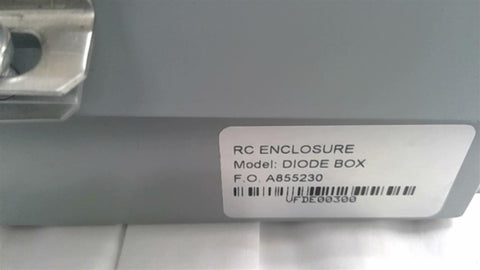 RC ENCLOSURE
Model: DIODE BOX
F.O. A855230
UFDE00300